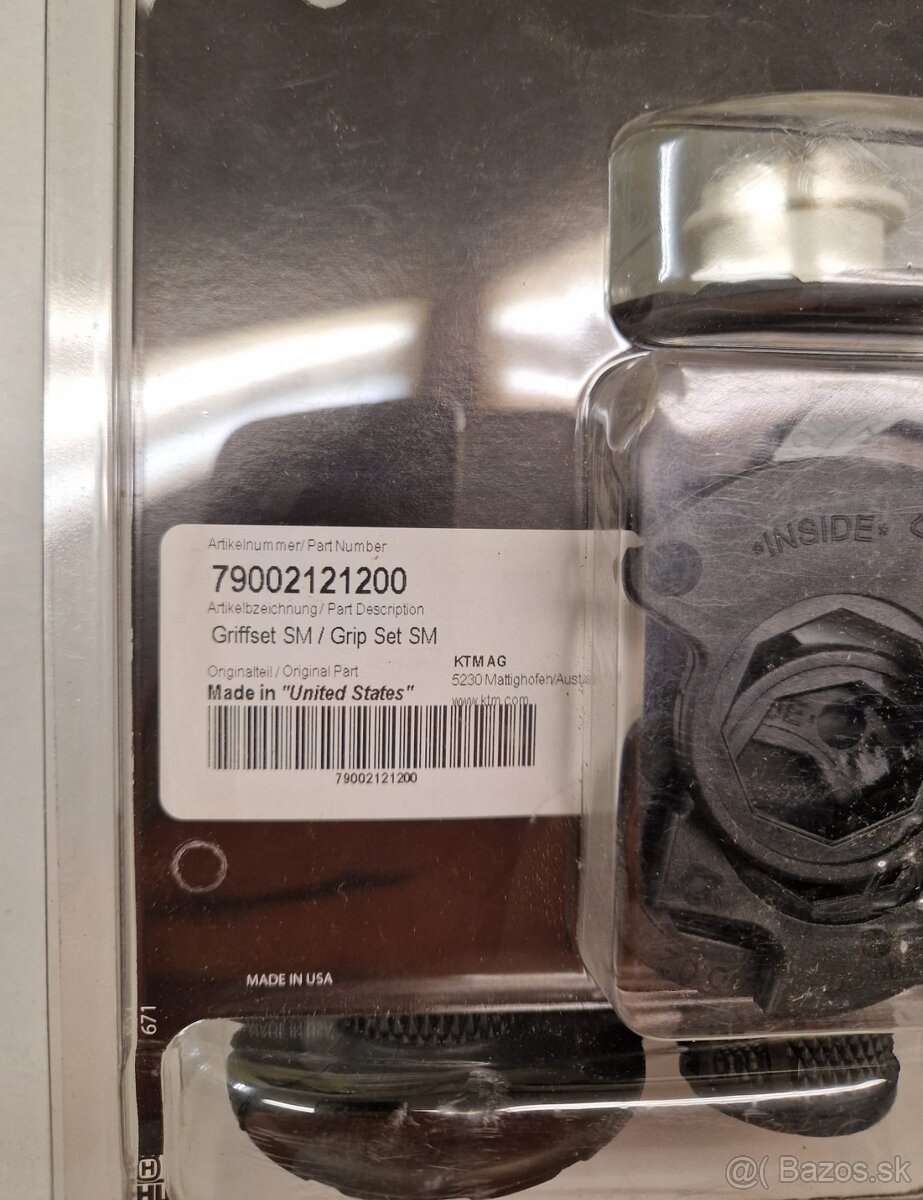 Artikelnummer/ Part Number
79002121200
Artikelbzeichnung / Part Description
Griffset SM / Grip Set SM
Originalteil / Original Part
KTM AG
Made in "United States"
5230 Mattighofen/Austria
www.ktm.com
79002121200
*INSIDE*
MADE IN USA
671
@( Bazos.sk